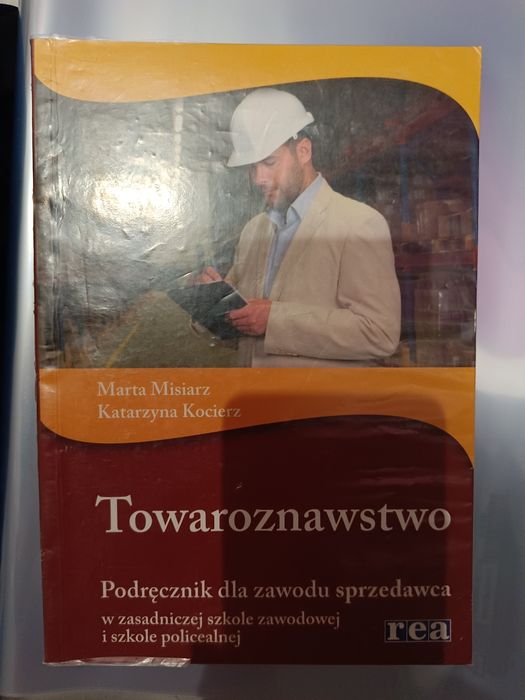 Marta Misiarz
Katarzyna Kocierz
Towaroznawstwo
Podręcznik dla zawodu sprzedawca
w zasadniczej szkole zawodowej
i szkole policealnej
rea